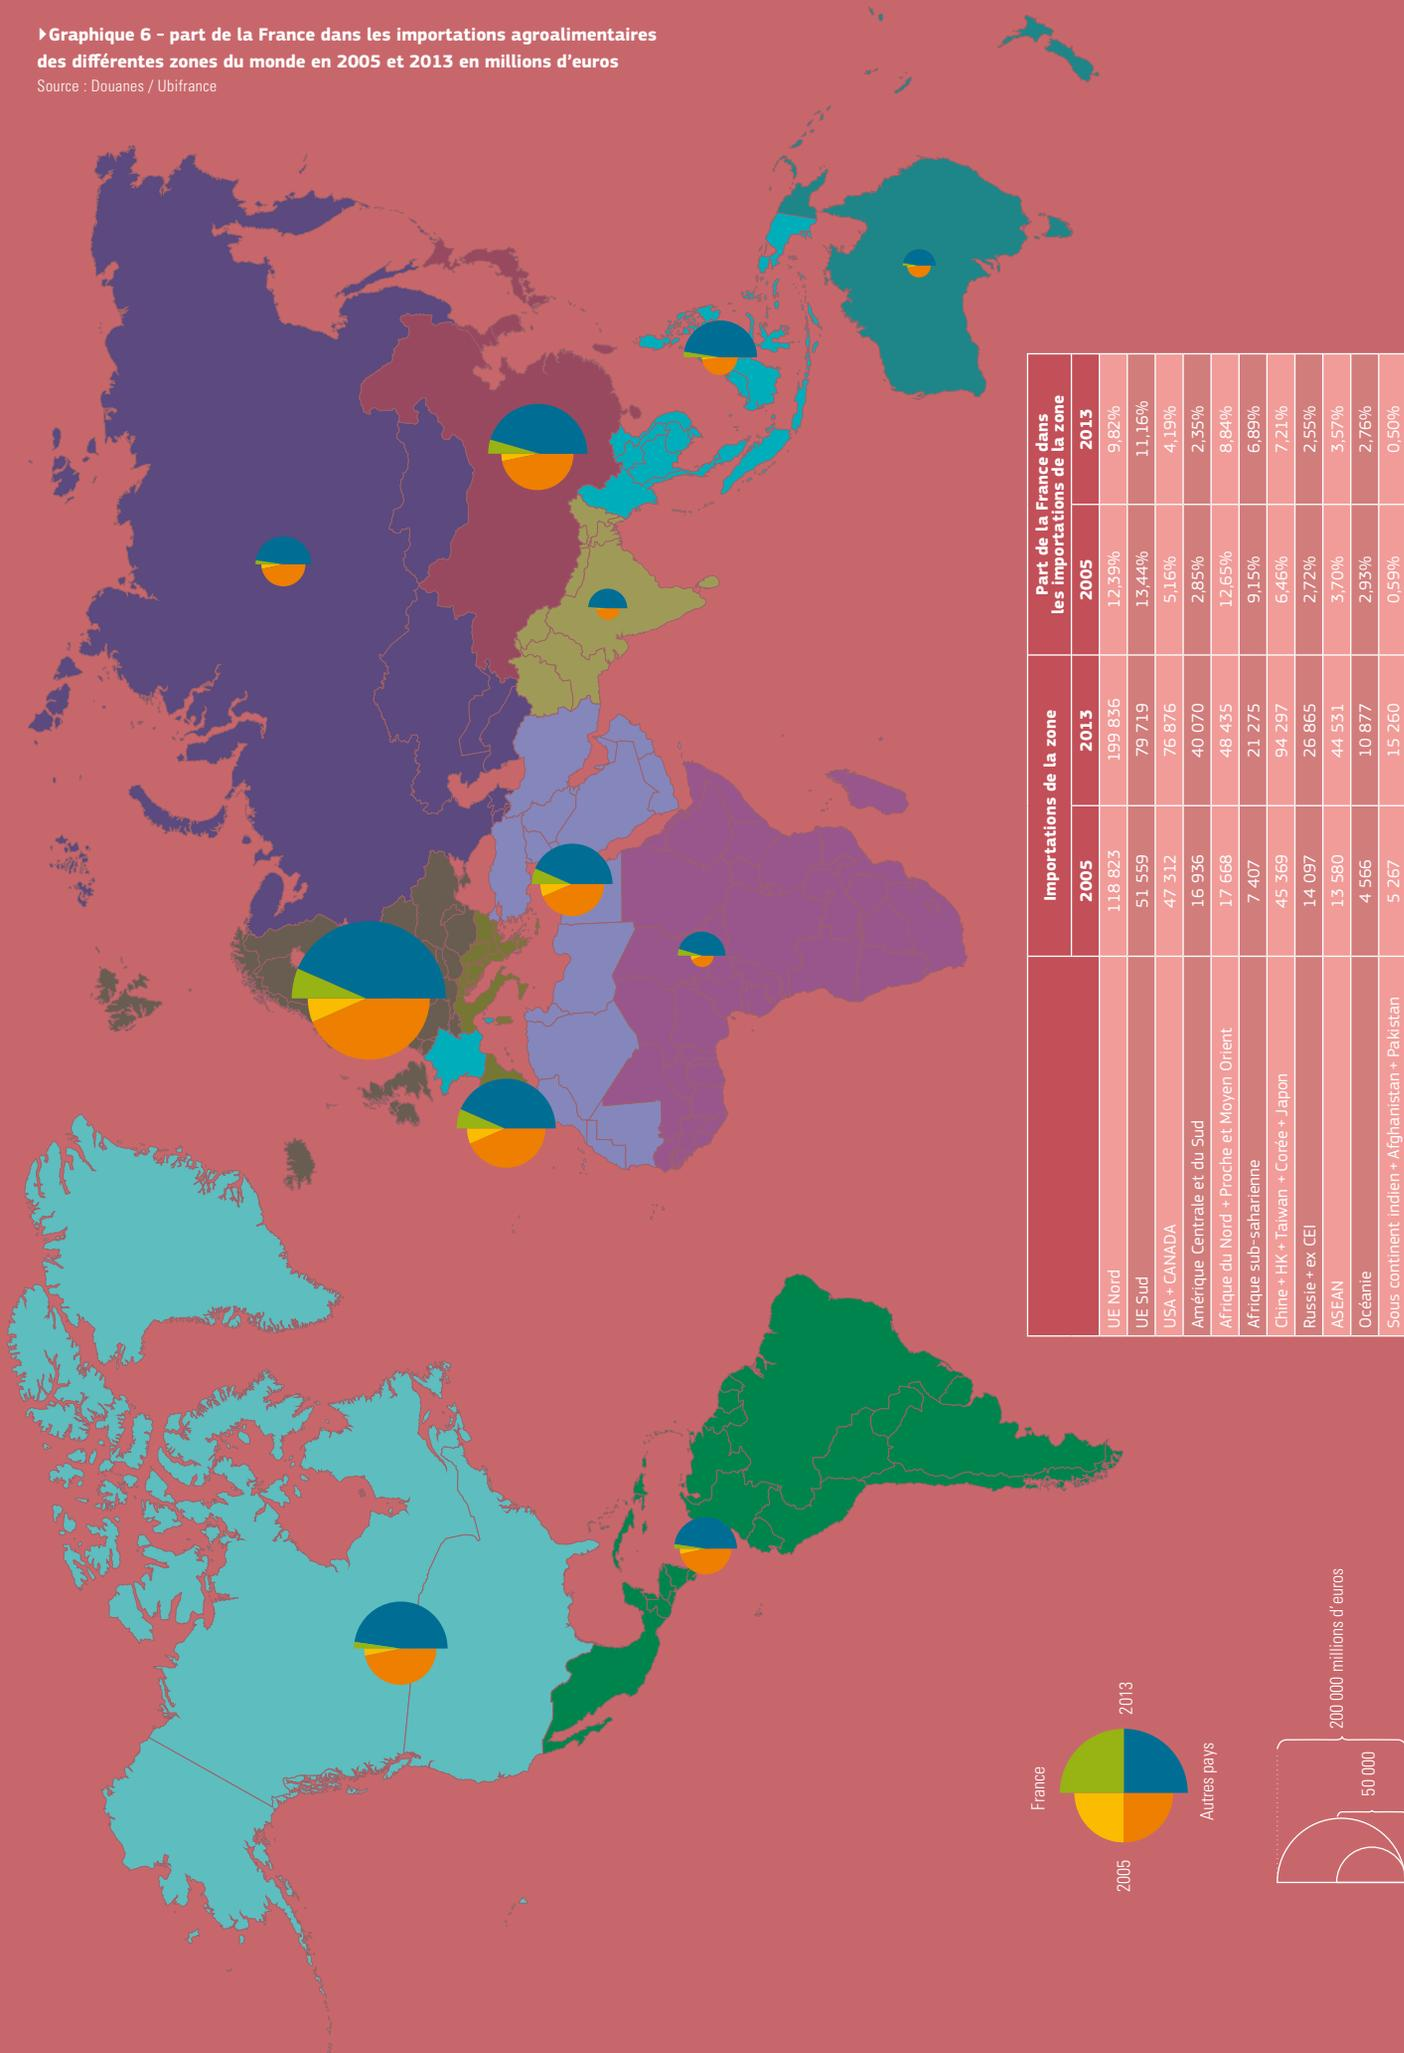 Graphique 6 - part de la France dans les importations agroalimentaires
des différentes zones du monde en 2005 et 2013 en millions d'euros
Source : Douanes / Ubifrance
Importations de la zone
Part de la France dans
les importations de la zone
2005 2013 2005 2013
UE Nord 118 823 199 836 12,39% 9,82%
UE Sud 51 559 79 719 13,44% 11,16%
USA + CANADA 47 312 76 876 5,16% 4,19%
Amérique Centrale et du Sud 16 936 40 070 2,85% 2,35%
Afrique du Nord + Proche et Moyen Orient 17 668 48 435 12,65% 8,84%
Afrique sub-saharienne 7 407 21 275 9,15% 6,89%
Chine + HK + Taiwan + Corée + Japon 45 369 94 297 6,46% 7,21%
Russie + ex CEI 14 097 26 865 2,72% 2,55%
ASEAN 13 580 44 531 3,70% 3,57%
Océanie 4 566 10 877 2,93% 2,76%
Sous continent indien + Afghanistan + Pakistan 5 267 15 260 0,59% 0,50%
France
2005
2013
Autres pays
200 000 millions d'euros
50 000